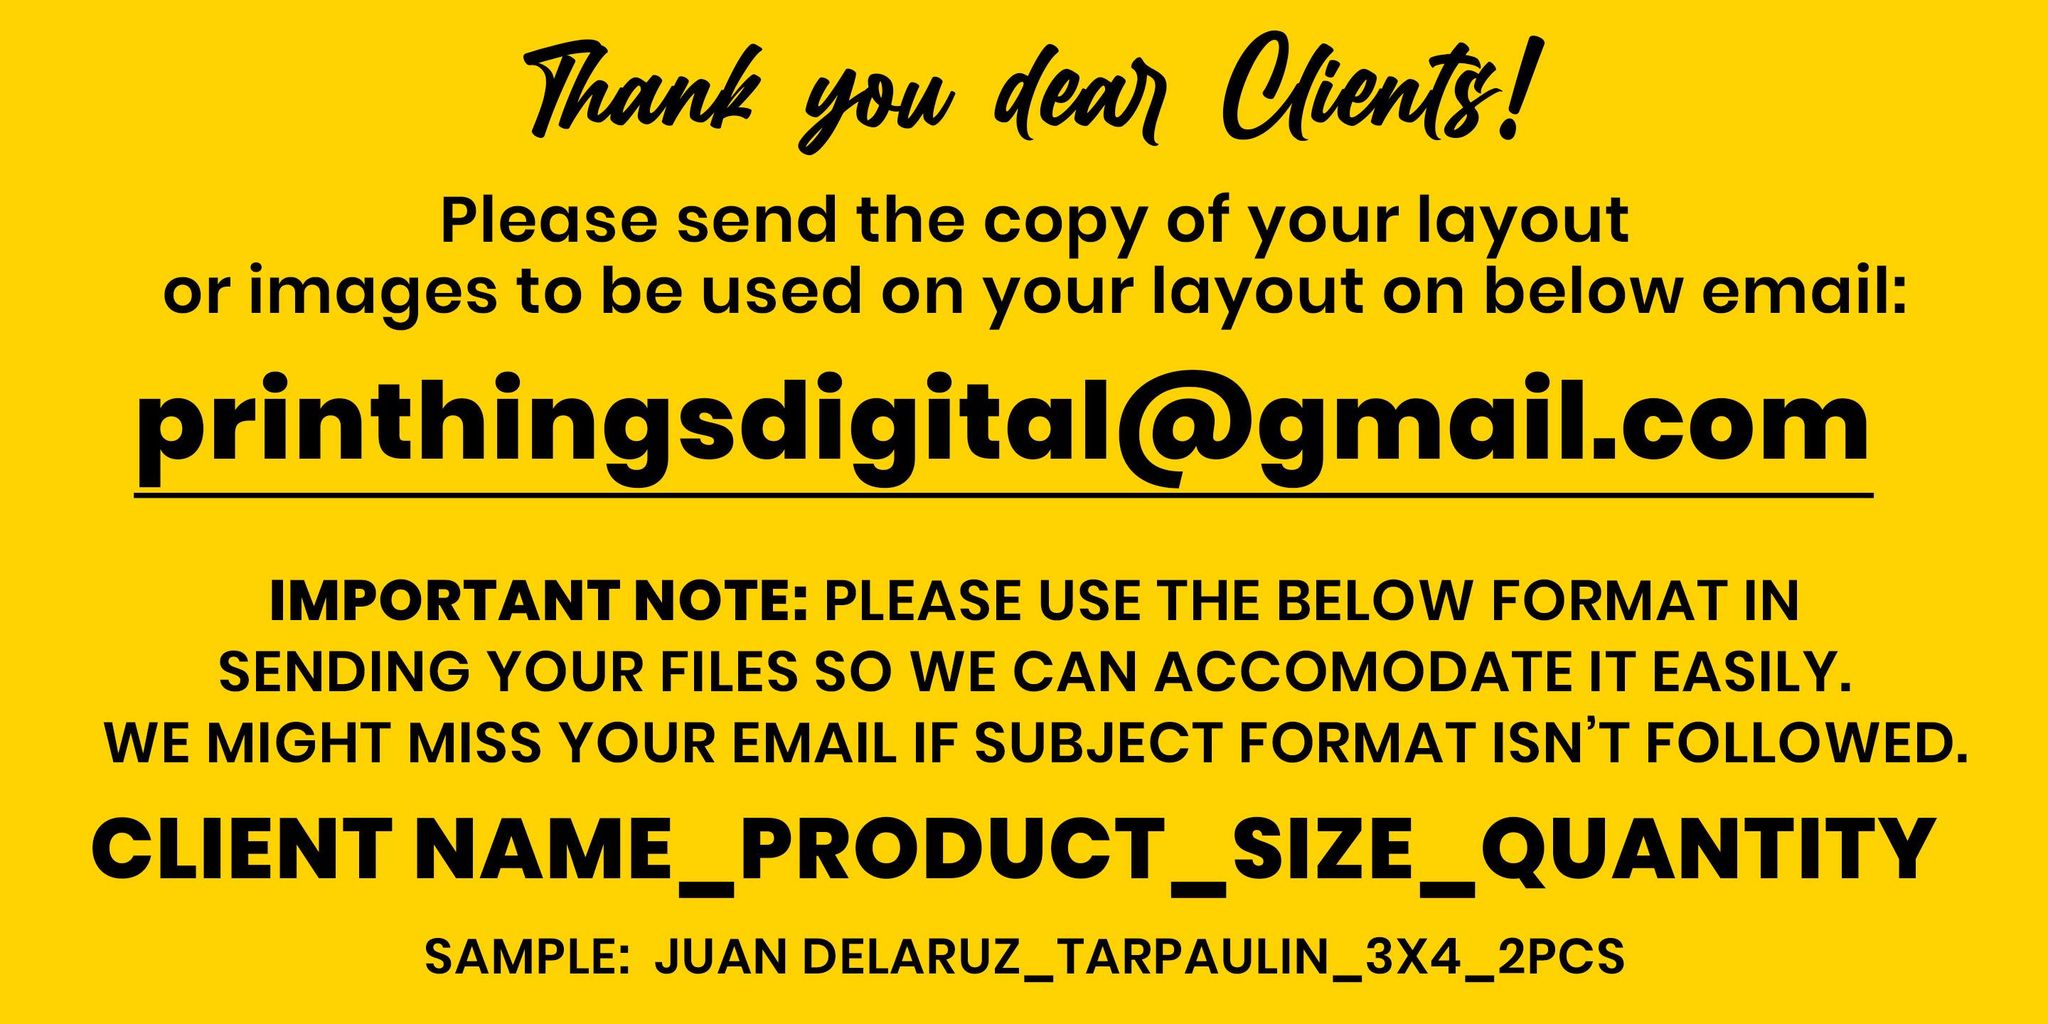 Thank you dear Clients!
Please send the copy of your layout
or images to be used on your layout on below email:
printhingsdigital@gmail.com
IMPORTANT NOTE: PLEASE USE THE BELOW FORMAT IN
SENDING YOUR FILES SO WE CAN ACCOMODATE IT EASILY.
WE MIGHT MISS YOUR EMAIL IF SUBJECT FORMAT ISN’T FOLLOWED.
CLIENT NAME_PRODUCT_SIZE_QUANTITY
SAMPLE: JUAN DELARUZ_TARPAULIN_3X4_2PCS